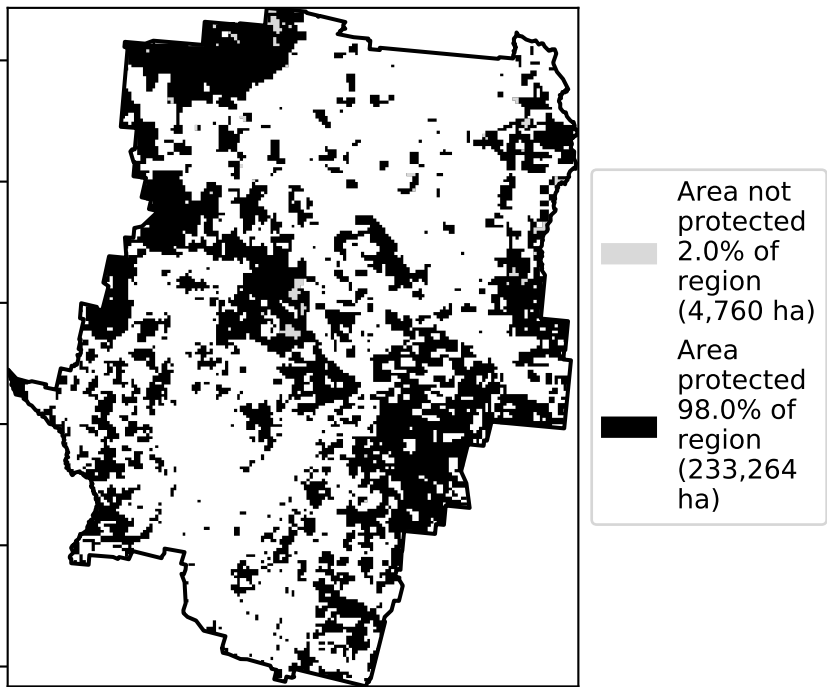 Area not
protected
2.0% of
region
(4,760 ha)
Area
protected
98.0% of
region
(233,264
ha)